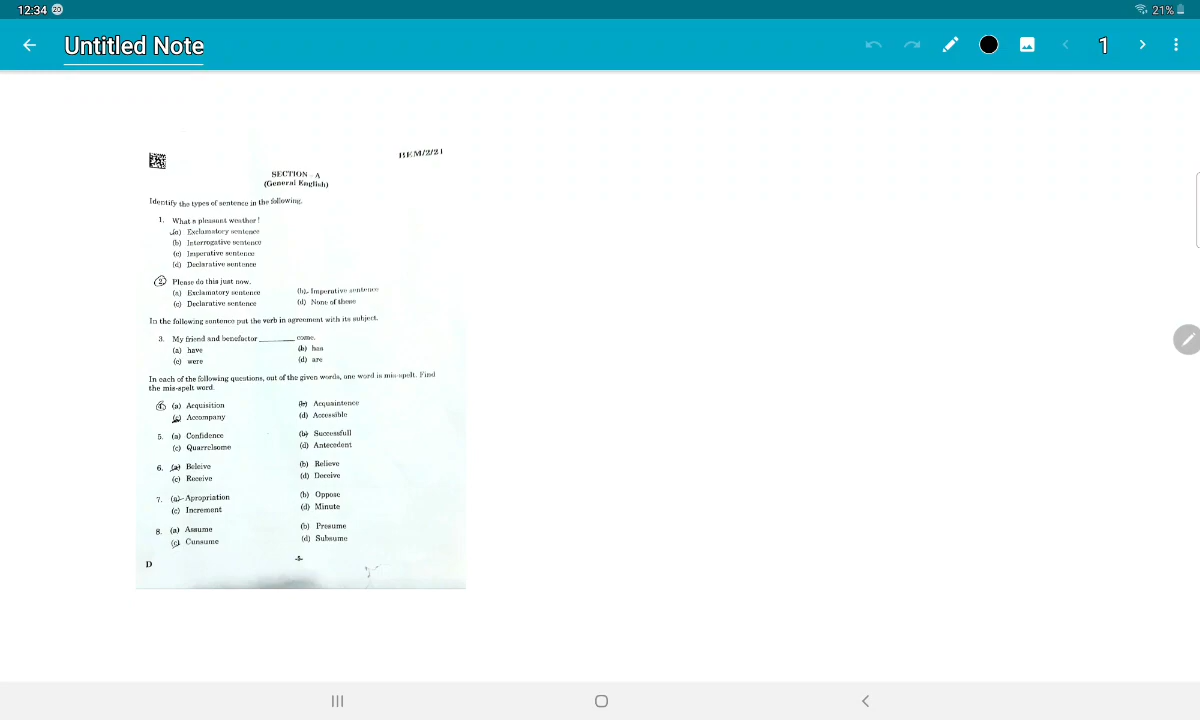 12:34 ZD 21%
Untitled Note 1
BEM/2/21
SECTION - A
(General English)
Identify the types of sentence in the following.
1. What a pleasant weather !
(a) Exclamatory sentence
(b) Interrogative sentence
(c) Imperative sentence
(d) Declarative sentence
2. Please do this just now.
(a) Exclamatory sentence (b) Imperative sentence
(c) Declarative sentence (d) None of these
In the following sentence put the verb in agreement with its subject.
3. My friend and benefactor ________ come.
(a) have (b) has
(c) were (d) are
In each of the following questions, out of the given words, one word is mis-spelt. Find
the mis-spelt word.
4. (a) Acquisition (b) Acquaintence
(c) Accompany (d) Accessible
5. (a) Confidence (b) Successfull
(c) Quarrelsome (d) Antecedent
6. (a) Beleive (b) Relieve
(c) Receive (d) Deceive
7. (a) Apropriation (b) Oppose
(c) Increment (d) Minute
8. (a) Assume (b) Presume
(c) Cunsume (d) Subsume
D -5-